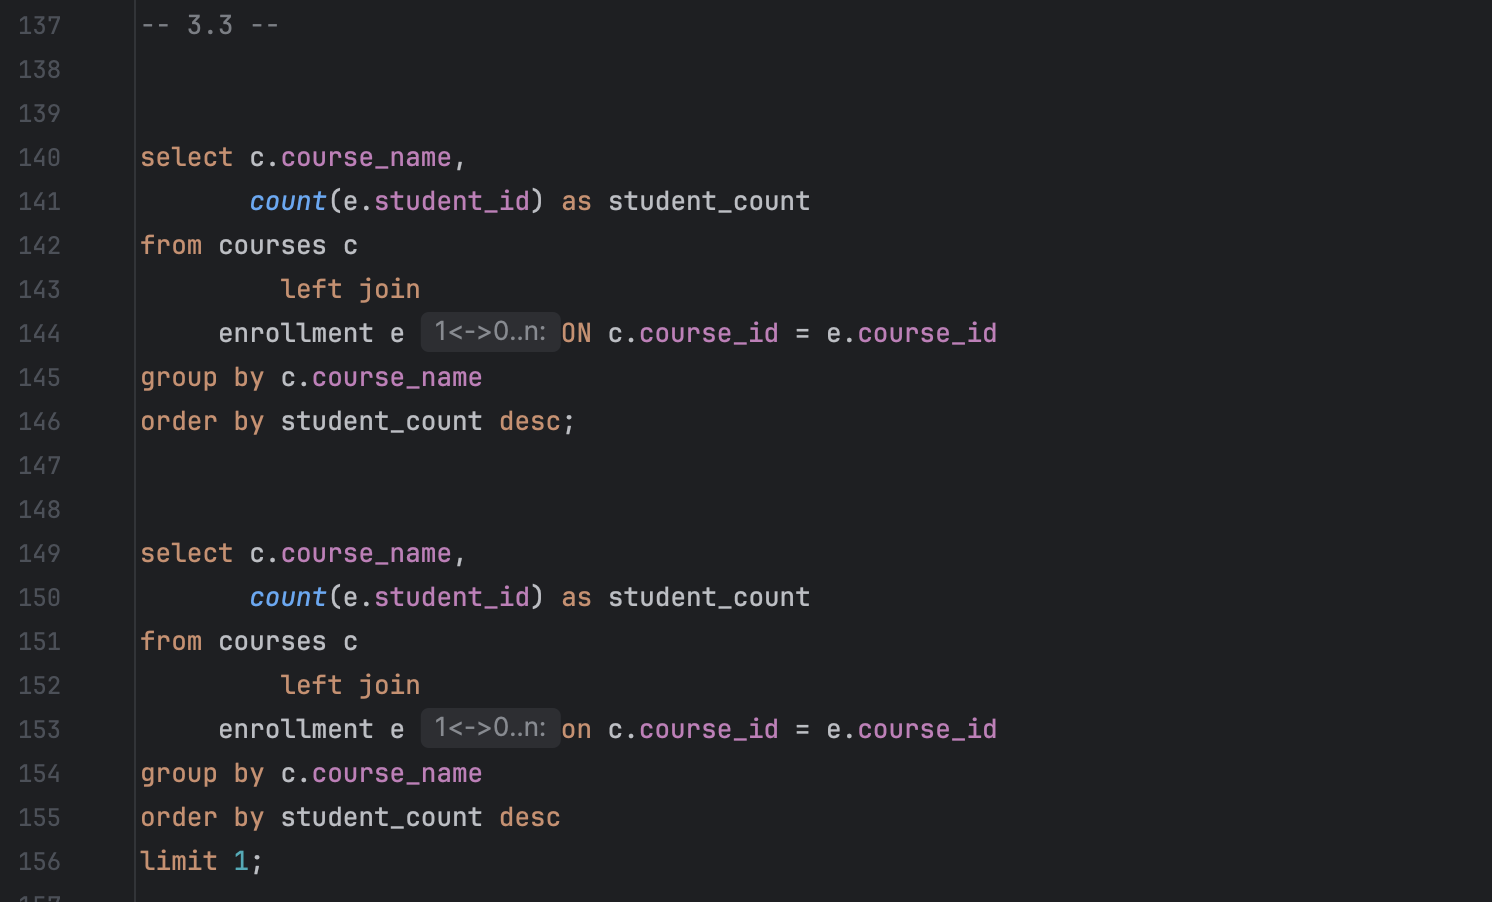 137 -- 3.3 --
138
139
140 select c.course_name,
141 count(e.student_id) as student_count
142 from courses c
143 left join
144 enrollment e 1<->0..n: ON c.course_id = e.course_id
145 group by c.course_name
146 order by student_count desc;
147
148
149 select c.course_name,
150 count(e.student_id) as student_count
151 from courses c
152 left join
153 enrollment e 1<->0..n: on c.course_id = e.course_id
154 group by c.course_name
155 order by student_count desc
156 limit 1;
157